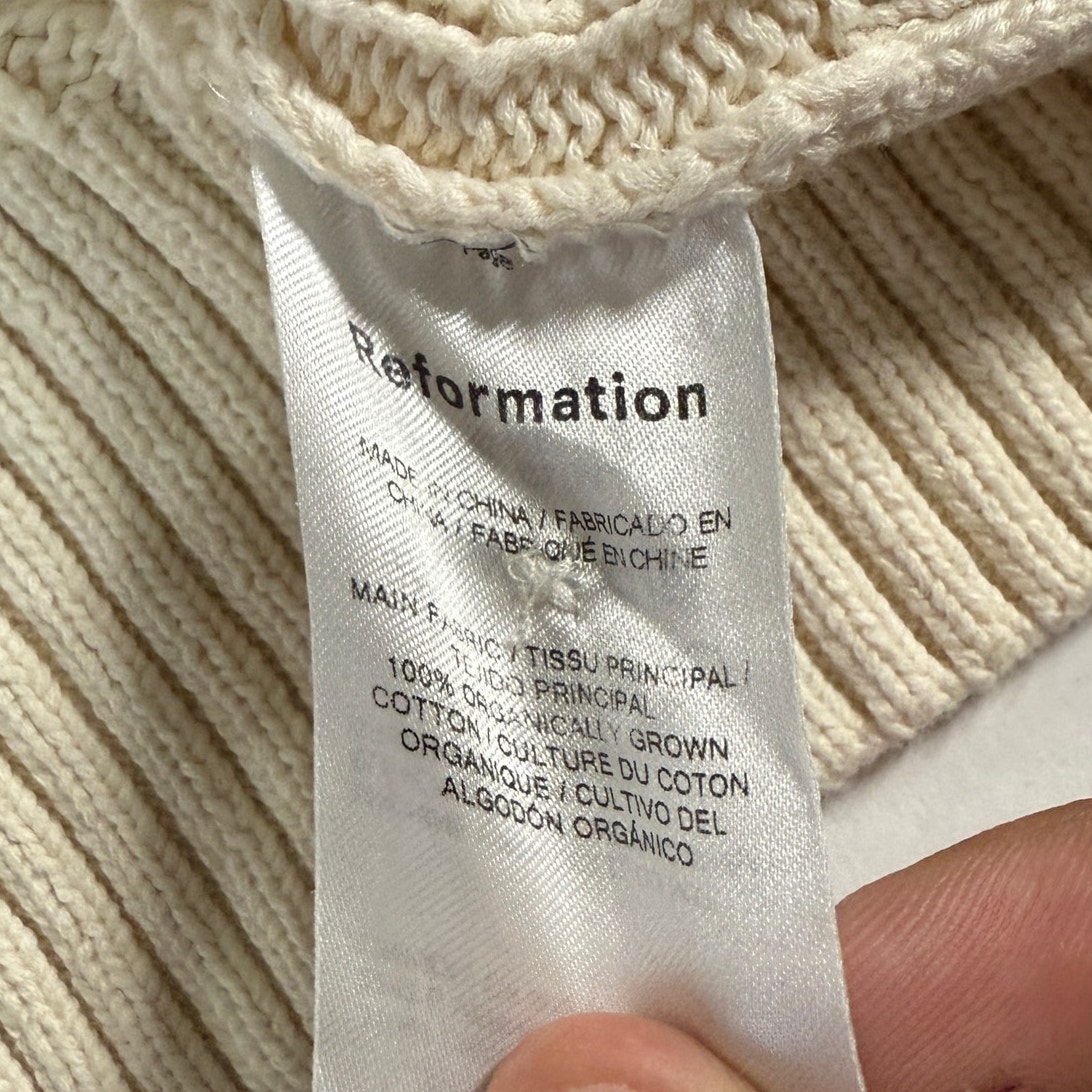 Reformation
MADE IN CHINA / FABRICADO EN
CHINA / FABRIQUÉ EN CHINE
MAIN FABRIC / TISSU PRINCIPAL /
TEJIDO PRINCIPAL
100% ORGANICALLY GROWN
COTTON / CULTURE DU COTON
ORGANIQUE / CULTIVO DEL
ALGODÓN ORGÁNICO